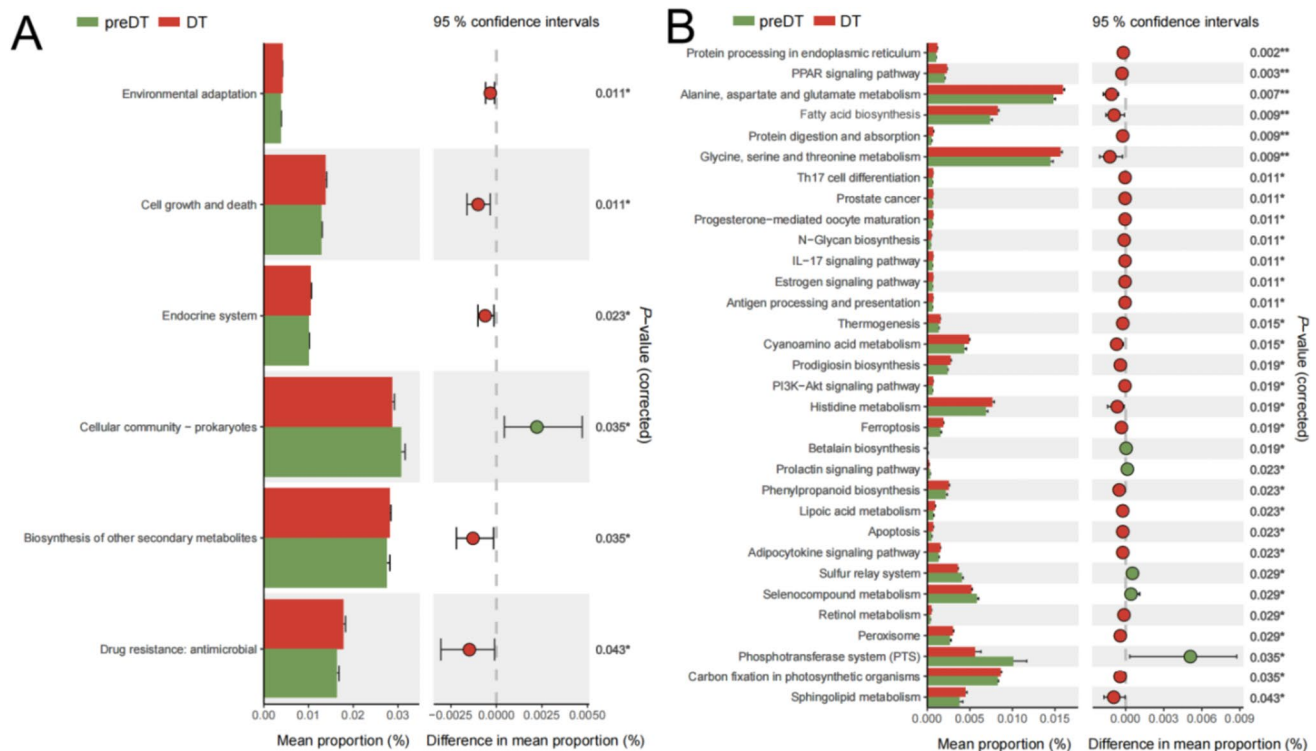 A
preDT DT
95 % confidence intervals
Environmental adaptation
0.011*
Cell growth and death
0.011*
Endocrine system
0.023*
Cellular community − prokaryotes
0.035*
Biosynthesis of other secondary metabolites
0.035*
Drug resistance: antimicrobial
0.043*
P−value (corrected)
0.00 0.01 0.02 0.03
−0.0025 0.0000 0.0025 0.0050
Mean proportion (%)
Difference in mean proportion (%)
B
preDT DT
95 % confidence intervals
Protein processing in endoplasmic reticulum 0.002**
PPAR signaling pathway 0.003**
Alanine, aspartate and glutamate metabolism 0.007**
Fatty acid biosynthesis 0.009**
Protein digestion and absorption 0.009**
Glycine, serine and threonine metabolism 0.009**
Th17 cell differentiation 0.011*
Prostate cancer 0.011*
Progesterone−mediated oocyte maturation 0.011*
N−Glycan biosynthesis 0.011*
IL−17 signaling pathway 0.011*
Estrogen signaling pathway 0.011*
Antigen processing and presentation 0.011*
Thermogenesis 0.015*
Cyanoamino acid metabolism 0.015*
Prodigiosin biosynthesis 0.019*
PI3K−Akt signaling pathway 0.019*
Histidine metabolism 0.019*
Ferroptosis 0.019*
Betalain biosynthesis 0.019*
Prolactin signaling pathway 0.023*
Phenylpropanoid biosynthesis 0.023*
Lipoic acid metabolism 0.023*
Apoptosis 0.023*
Adipocytokine signaling pathway 0.023*
Sulfur relay system 0.029*
Selenocompound metabolism 0.029*
Retinol metabolism 0.029*
Peroxisome 0.029*
Phosphotransferase system (PTS) 0.035*
Carbon fixation in photosynthetic organisms 0.035*
Sphingolipid metabolism 0.043*
P−value (corrected)
0.000 0.005 0.010 0.015
0.000 0.003 0.006 0.009
Mean proportion (%)
Difference in mean proportion (%)